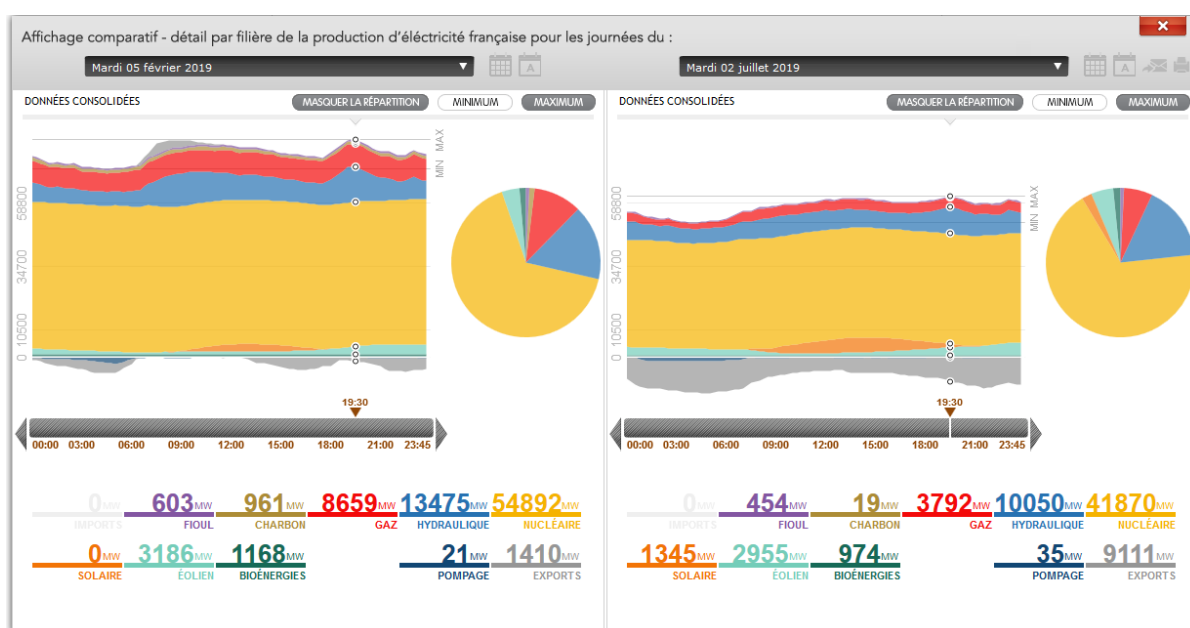 Affichage comparatif - détail par filière de la production d'éléctricité française pour les journées du :
Mardi 05 février 2019
A
Mardi 02 juillet 2019
A
DONNÉES CONSOLIDÉES
MASQUER LA RÉPARTITION
MINIMUM
MAXIMUM
DONNÉES CONSOLIDÉES
MASQUER LA RÉPARTITION
MINIMUM
MAXIMUM
MIN MAX
0 10500 34700 58800
MIN MAX
0 10500 34700 58800
19:30
00:00 03:00 06:00 09:00 12:00 15:00 18:00 21:00 23:45
19:30
00:00 03:00 06:00 09:00 12:00 15:00 18:00 21:00 23:45
0MW 603MW 961MW 8659MW 13475MW 54892MW
IMPORTS FIOUL CHARBON GAZ HYDRAULIQUE NUCLÉAIRE
0MW 3186MW 1168MW 21MW 1410MW
SOLAIRE ÉOLIEN BIOÉNERGIES POMPAGE EXPORTS
0MW 454MW 19MW 3792MW 10050MW 41870MW
IMPORTS FIOUL CHARBON GAZ HYDRAULIQUE NUCLÉAIRE
1345MW 2955MW 974MW 35MW 9111MW
SOLAIRE ÉOLIEN BIOÉNERGIES POMPAGE EXPORTS